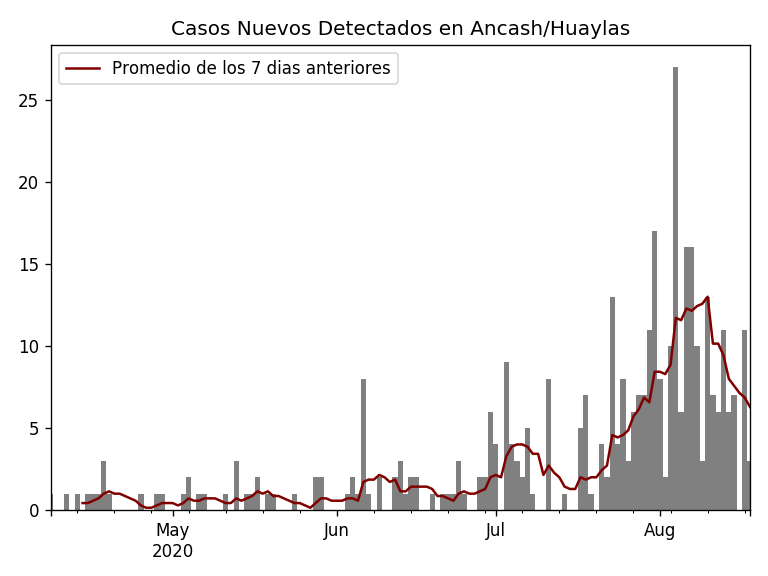 Casos Nuevos Detectados en Ancash/Huaylas
Promedio de los 7 dias anteriores
25
20
15
10
5
0
May
2020
Jun
Jul
Aug